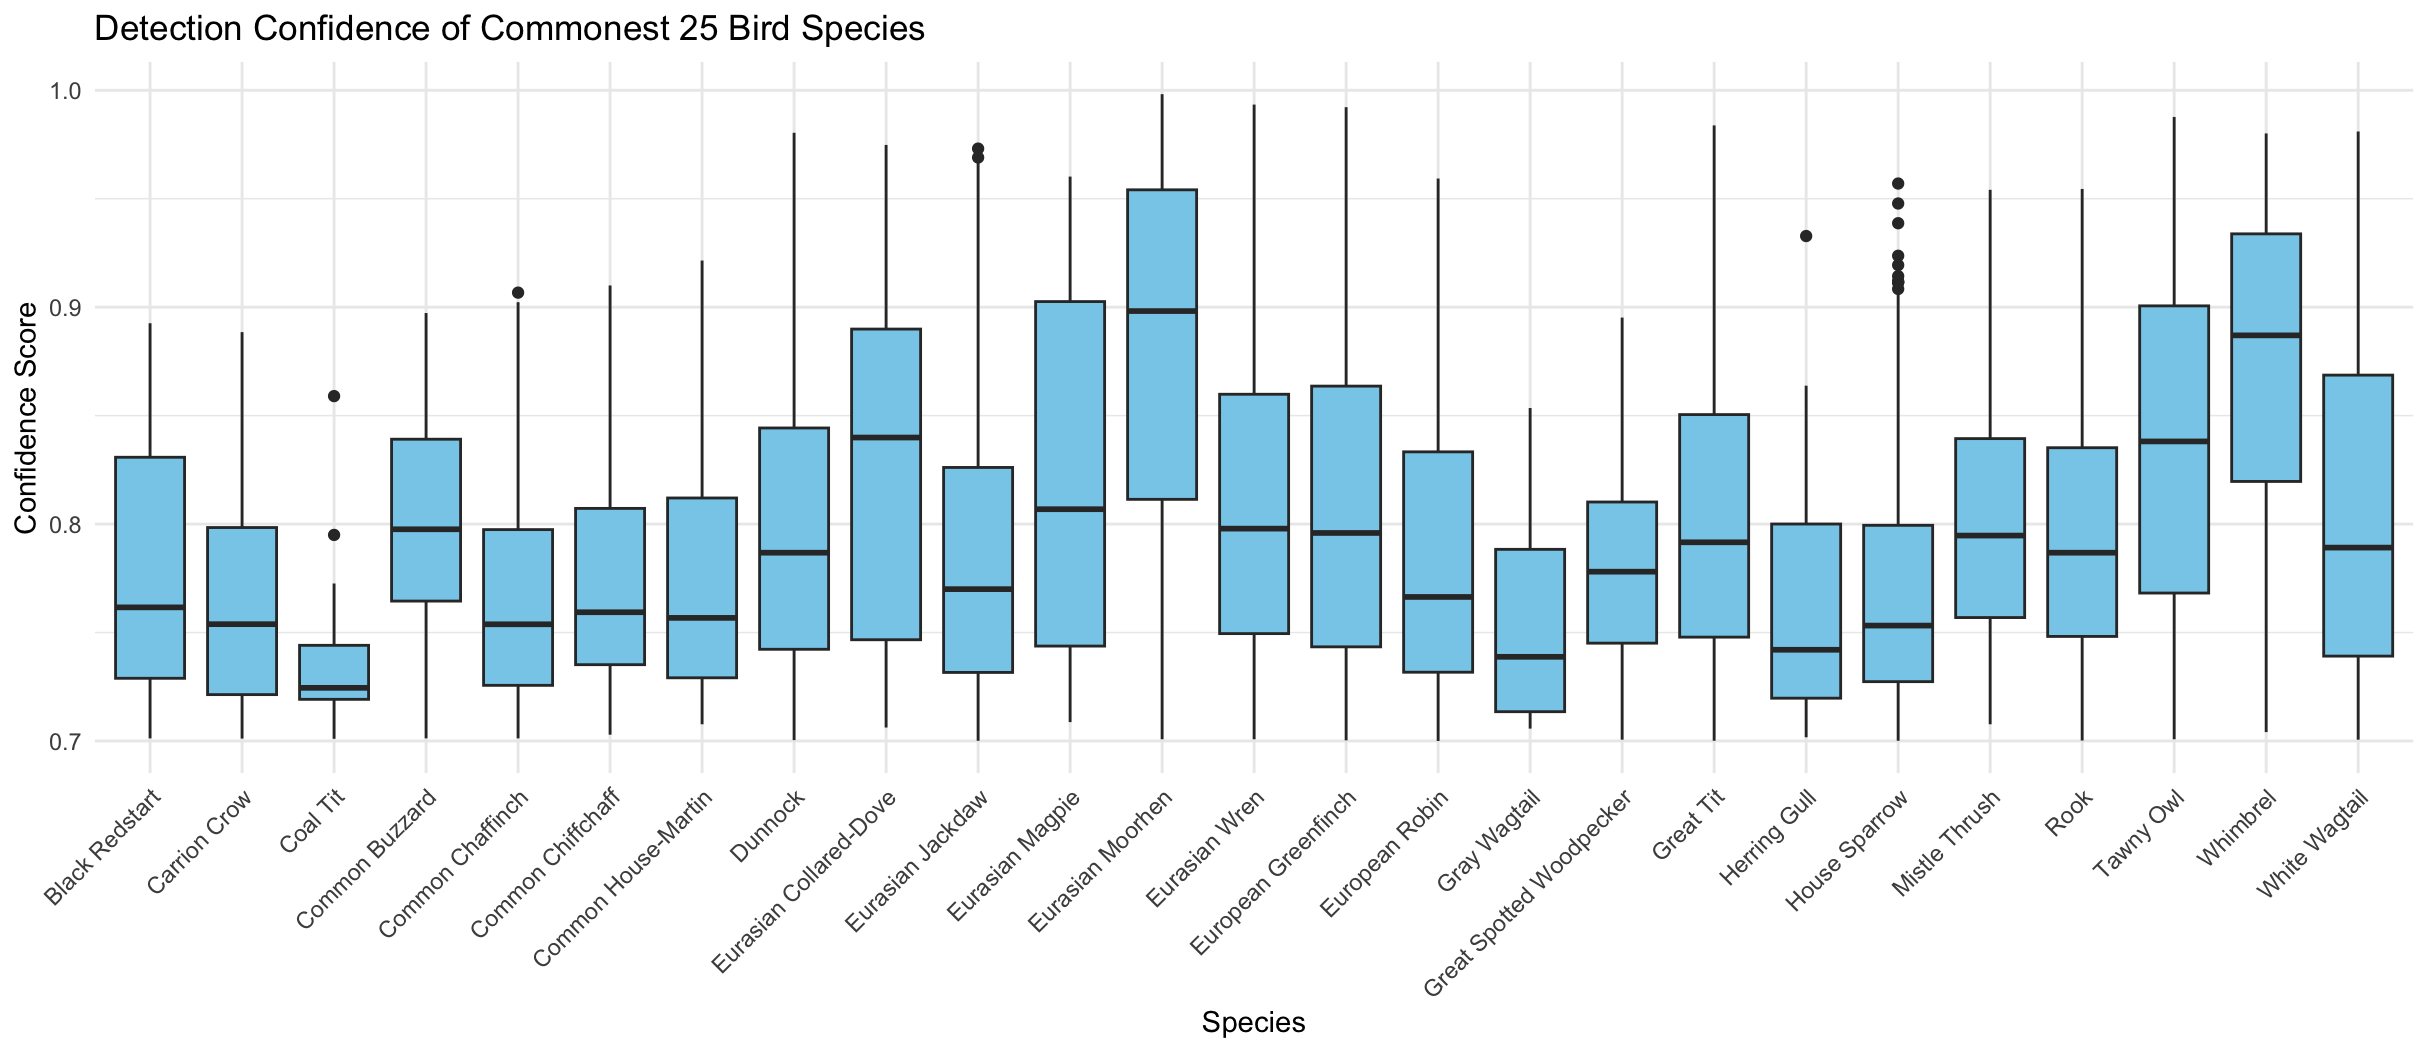 Detection Confidence of Commonest 25 Bird Species
Confidence Score
1.0
0.9
0.8
0.7
Black Redstart
Carrion Crow
Coal Tit
Common Buzzard
Common Chaffinch
Common Chiffchaff
Common House-Martin
Dunnock
Eurasian Collared-Dove
Eurasian Jackdaw
Eurasian Magpie
Eurasian Moorhen
Eurasian Wren
European Greenfinch
European Robin
Gray Wagtail
Great Spotted Woodpecker
Great Tit
Herring Gull
House Sparrow
Mistle Thrush
Rook
Tawny Owl
Whimbrel
White Wagtail
Species